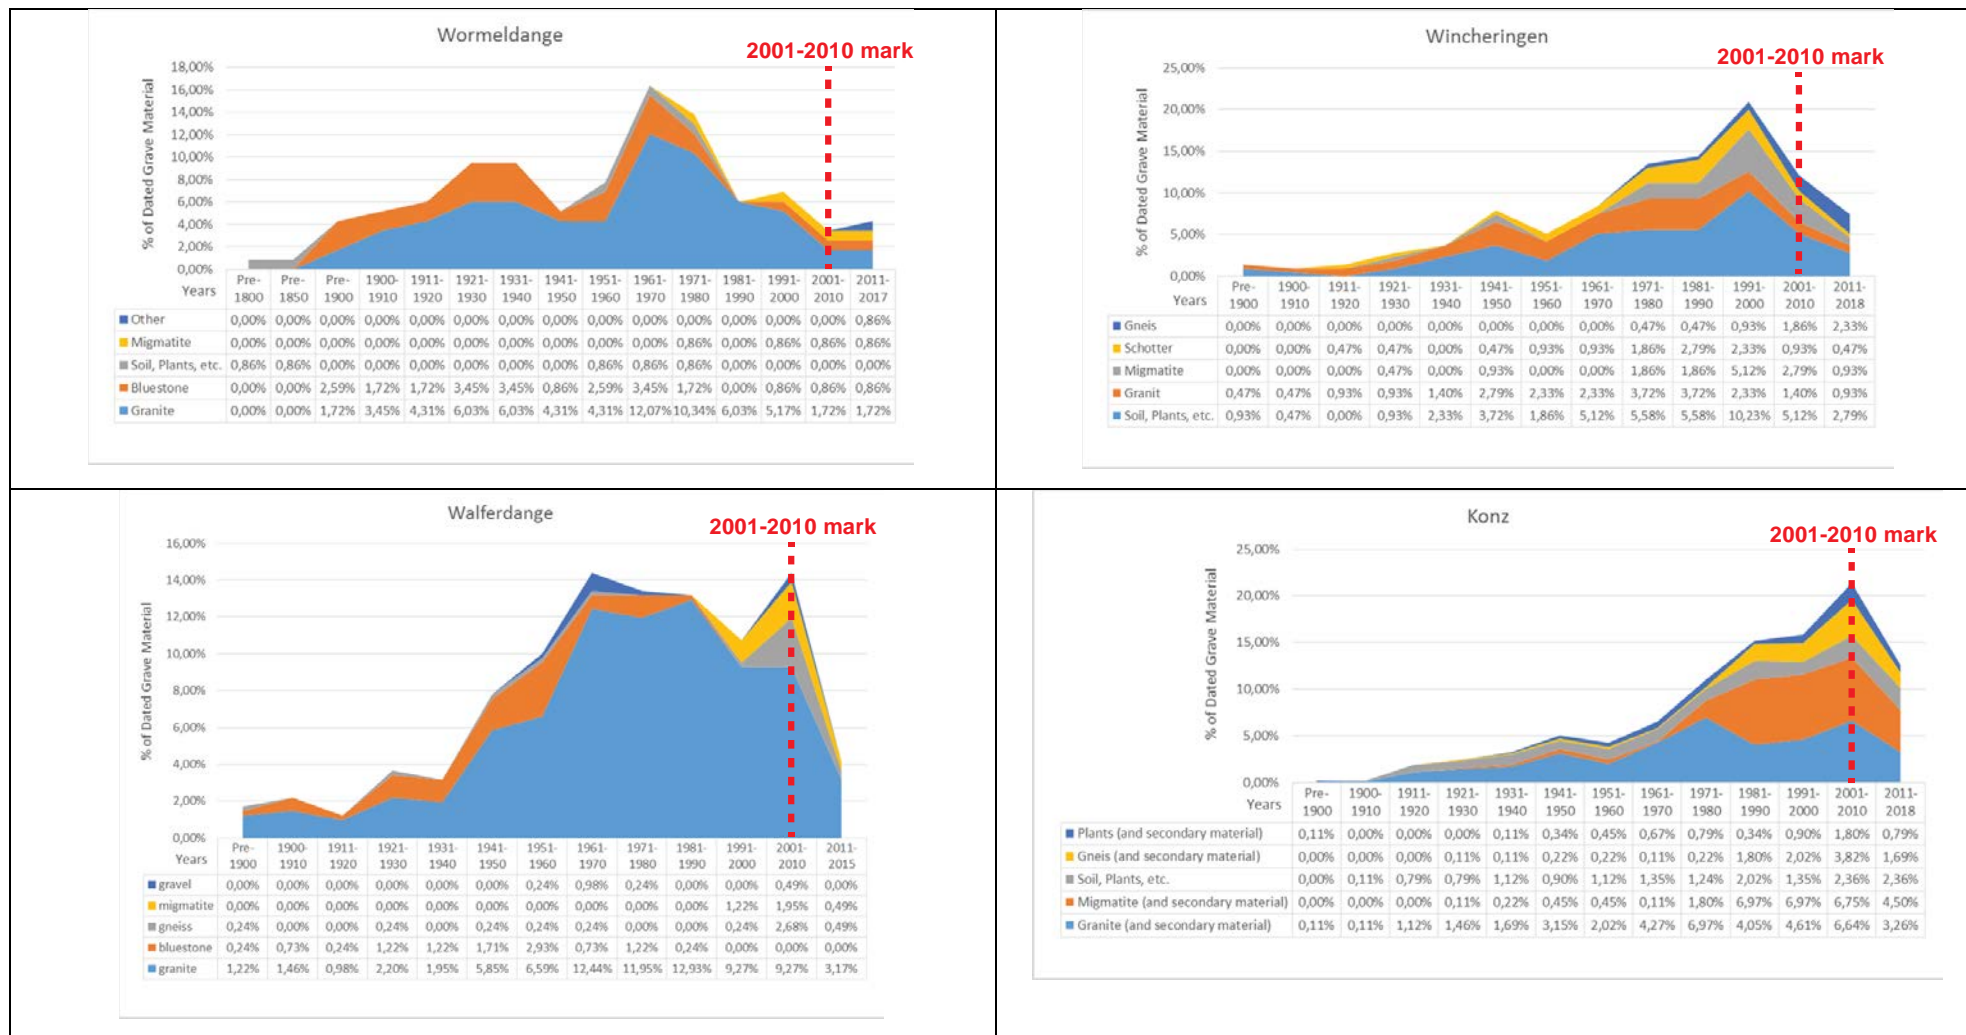 Wormeldange
2001-2010 mark
% of Dated Grave Material
18,00%
16,00%
14,00%
12,00%
10,00%
8,00%
6,00%
4,00%
2,00%
0,00%
Years Pre-1800 Pre-1850 Pre-1900 1900-1910 1911-1920 1921-1930 1931-1940 1941-1950 1951-1960 1961-1970 1971-1980 1981-1990 1991-2000 2001-2010 2011-2017
Other 0,00% 0,00% 0,00% 0,00% 0,00% 0,00% 0,00% 0,00% 0,00% 0,00% 0,00% 0,00% 0,00% 0,00% 0,86%
Migmatite 0,00% 0,00% 0,00% 0,00% 0,00% 0,00% 0,00% 0,00% 0,00% 0,00% 0,86% 0,00% 0,86% 0,86% 0,86%
Soil, Plants, etc. 0,86% 0,86% 0,00% 0,00% 0,00% 0,00% 0,00% 0,00% 0,86% 0,86% 0,86% 0,00% 0,00% 0,00% 0,00%
Bluestone 0,00% 0,00% 2,59% 1,72% 1,72% 3,45% 3,45% 0,86% 2,59% 3,45% 1,72% 0,00% 0,86% 0,86% 0,86%
Granite 0,00% 0,00% 1,72% 3,45% 4,31% 6,03% 6,03% 4,31% 4,31% 12,07% 10,34% 6,03% 5,17% 1,72% 1,72%
Wincheringen
2001-2010 mark
% of Dated Grave Material
25,00%
20,00%
15,00%
10,00%
5,00%
0,00%
Years Pre-1900 1900-1910 1911-1920 1921-1930 1931-1940 1941-1950 1951-1960 1961-1970 1971-1980 1981-1990 1991-2000 2001-2010 2011-2018
Gneis 0,00% 0,00% 0,00% 0,00% 0,00% 0,00% 0,00% 0,00% 0,47% 0,47% 0,93% 1,86% 2,33%
Schotter 0,00% 0,00% 0,47% 0,47% 0,00% 0,47% 0,93% 0,93% 1,86% 2,79% 2,33% 0,93% 0,47%
Migmatite 0,00% 0,00% 0,00% 0,47% 0,00% 0,93% 0,00% 0,00% 1,86% 1,86% 5,12% 2,79% 0,93%
Granit 0,47% 0,47% 0,93% 0,93% 1,40% 2,79% 2,33% 2,33% 3,72% 3,72% 2,33% 1,40% 0,93%
Soil, Plants, etc. 0,93% 0,47% 0,00% 0,93% 2,33% 3,72% 1,86% 5,12% 5,58% 5,58% 10,23% 5,12% 2,79%
Walferdange
2001-2010 mark
% of Dated Grave Material
16,00%
14,00%
12,00%
10,00%
8,00%
6,00%
4,00%
2,00%
0,00%
Years Pre-1900 1900-1910 1911-1920 1921-1930 1931-1940 1941-1950 1951-1960 1961-1970 1971-1980 1981-1990 1991-2000 2001-2010 2011-2015
gravel 0,00% 0,00% 0,00% 0,00% 0,00% 0,00% 0,24% 0,98% 0,24% 0,00% 0,00% 0,49% 0,00%
migmatite 0,00% 0,00% 0,00% 0,00% 0,00% 0,00% 0,00% 0,00% 0,00% 0,00% 1,22% 1,95% 0,49%
gneiss 0,24% 0,00% 0,00% 0,24% 0,00% 0,24% 0,24% 0,24% 0,00% 0,00% 0,24% 2,68% 0,49%
bluestone 0,24% 0,73% 0,24% 1,22% 1,22% 1,71% 2,93% 0,73% 1,22% 0,24% 0,00% 0,00% 0,00%
granite 1,22% 1,46% 0,98% 2,20% 1,95% 5,85% 6,59% 12,44% 11,95% 12,93% 9,27% 9,27% 3,17%
Konz
2001-2010 mark
% of Dated Grave Material
25,00%
20,00%
15,00%
10,00%
5,00%
0,00%
Years Pre-1900 1900-1910 1911-1920 1921-1930 1931-1940 1941-1950 1951-1960 1961-1970 1971-1980 1981-1990 1991-2000 2001-2010 2011-2018
Plants (and secondary material) 0,11% 0,00% 0,00% 0,00% 0,11% 0,34% 0,45% 0,67% 0,79% 0,34% 0,90% 1,80% 0,79%
Gneis (and secondary material) 0,00% 0,00% 0,00% 0,11% 0,11% 0,22% 0,22% 0,11% 0,22% 1,80% 2,02% 3,82% 1,69%
Soil, Plants, etc. 0,00% 0,11% 0,79% 0,79% 1,12% 0,90% 1,12% 1,35% 1,24% 2,02% 1,35% 2,36% 2,36%
Migmatite (and secondary material) 0,00% 0,00% 0,00% 0,11% 0,22% 0,45% 0,45% 0,11% 1,80% 6,97% 6,97% 6,75% 4,50%
Granite (and secondary material) 0,11% 0,11% 1,12% 1,46% 1,69% 3,15% 2,02% 4,27% 6,97% 4,05% 4,61% 6,64% 3,26%